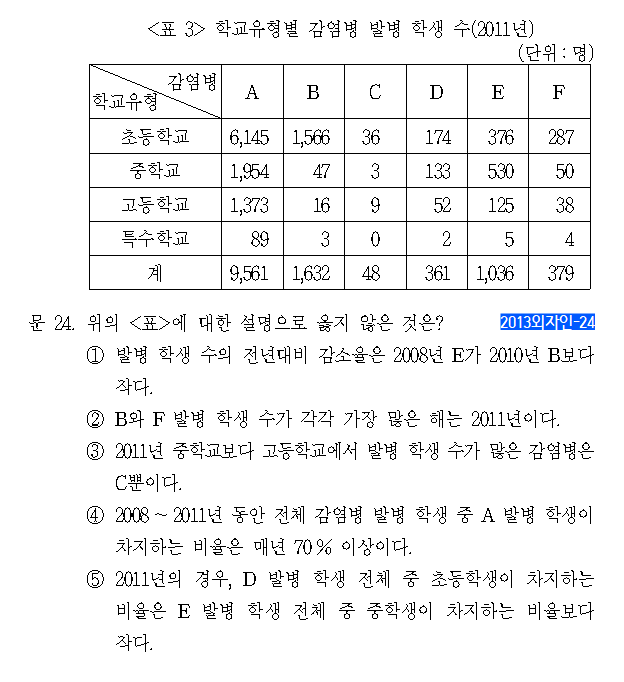 <표 3> 학교유형별 감염병 발병 학생 수(2011년)
(단위 : 명)
감염병
학교유형
A B C D E F
초등학교 6,145 1,566 36 174 376 287
중학교 1,954 47 3 133 530 50
고등학교 1,373 16 9 52 125 38
특수학교 89 3 0 2 5 4
계 9,561 1,632 48 361 1,036 379
문 24. 위의 <표>에 대한 설명으로 옳지 않은 것은? 2013외자인-24
① 발병 학생 수의 전년대비 감소율은 2008년 E가 2010년 B보다
작다.
② B와 F 발병 학생 수가 각각 가장 많은 해는 2011년이다.
③ 2011년 중학교보다 고등학교에서 발병 학생 수가 많은 감염병은
C뿐이다.
④ 2008 ~ 2011년 동안 전체 감염병 발병 학생 중 A 발병 학생이
차지하는 비율은 매년 70 % 이상이다.
⑤ 2011년의 경우, D 발병 학생 전체 중 초등학생이 차지하는
비율은 E 발병 학생 전체 중 중학생이 차지하는 비율보다
작다.